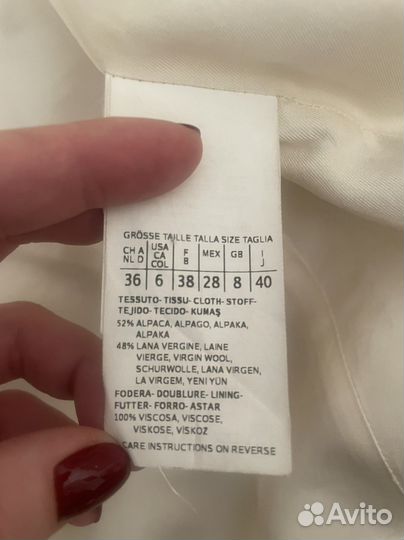 GRÖSSE TAILLE TALLA SIZE TAGLIA
CH A NL D USA CA COL F B MEX GB I J
36 6 38 28 8 40
TESSUTO- TISSU- CLOTH- STOFF-
TEJIDO- TECIDO- KUMAŞ
52% ALPACA, ALPAGO, ALPAKA,
ALPAKA
48% LANA VERGINE, LAINE
VIERGE, VIRGIN WOOL,
SCHURWOLLE, LANA VIRGEN,
LA VIRGEM, YENI YÜN
FODERA- DOUBLURE- LINING-
FUTTER- FORRO- ASTAR
100% VISCOSA, VISCOSE,
VISKOSE, VISKOZ
CARE INSTRUCTIONS ON REVERSE
Avito